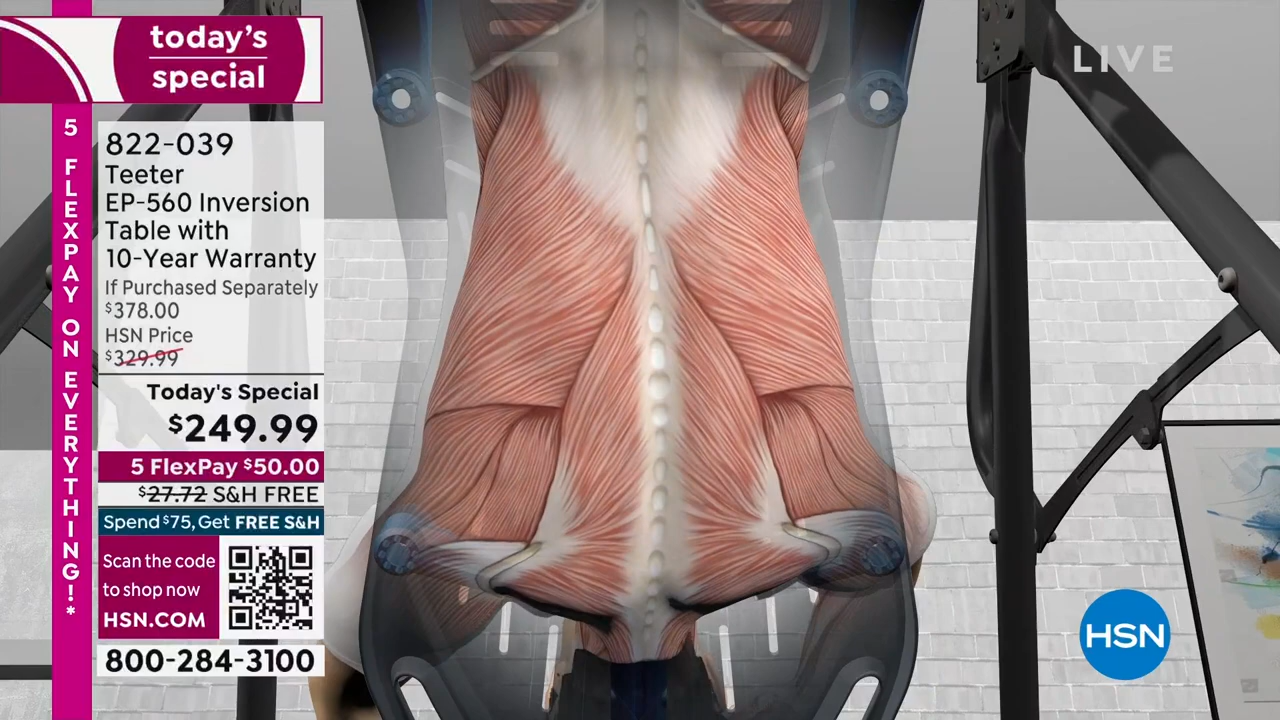 today's
special
LIVE
5 FLEXPAY ON EVERYTHING!*
822-039
Teeter
EP-560 Inversion
Table with
10-Year Warranty
If Purchased Separately
$378.00
HSN Price
$329.99
Today's Special
$249.99
5 FlexPay $50.00
$27.72 S&H FREE
Spend $75, Get FREE S&H
Scan the code
to shop now
HSN.COM
800-284-3100
HSN